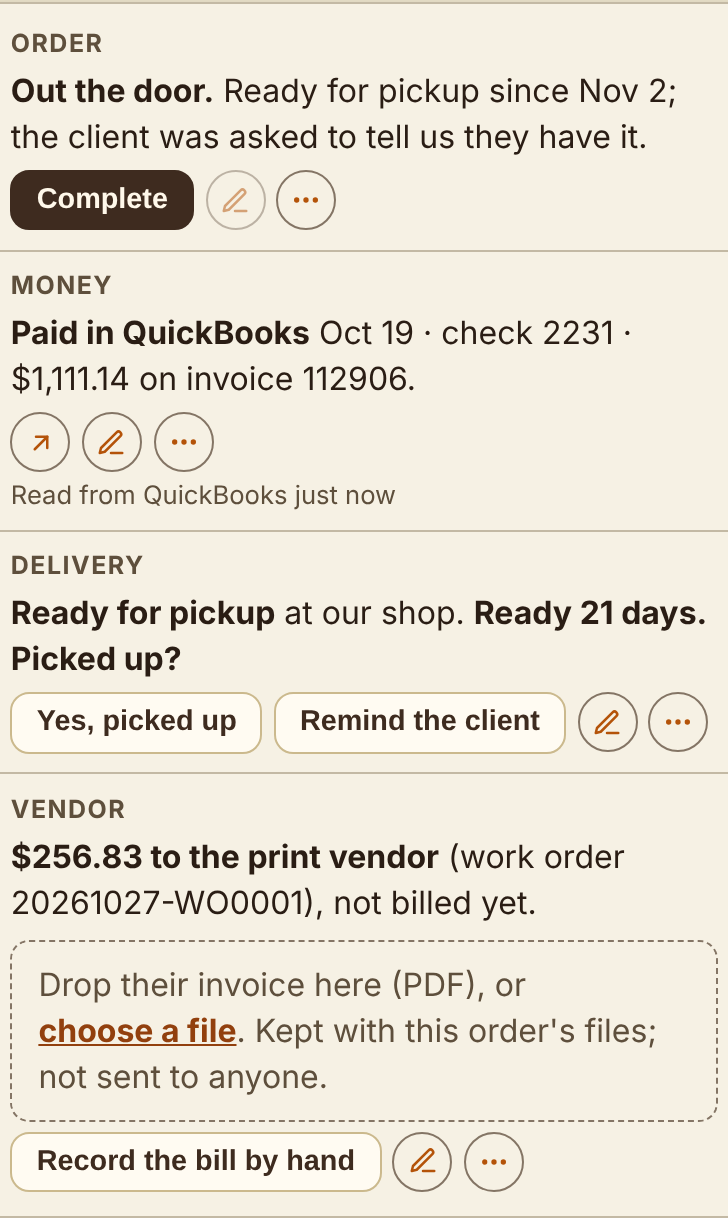 ORDER
Out the door. Ready for pickup since Nov 2;
the client was asked to tell us they have it.
Complete
MONEY
Paid in QuickBooks Oct 19 · check 2231 ·
$1,111.14 on invoice 112906.
Read from QuickBooks just now
DELIVERY
Ready for pickup at our shop. Ready 21 days.
Picked up?
Yes, picked up Remind the client
VENDOR
$256.83 to the print vendor (work order
20261027-WO0001), not billed yet.
Drop their invoice here (PDF), or
choose a file. Kept with this order's files;
not sent to anyone.
Record the bill by hand